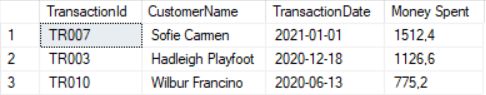 TransactionId CustomerName TransactionDate Money Spent
1 TR007 Sofie Carmen 2021-01-01 1512,4
2 TR003 Hadleigh Playfoot 2020-12-18 1126,6
3 TR010 Wilbur Francino 2020-06-13 775,2